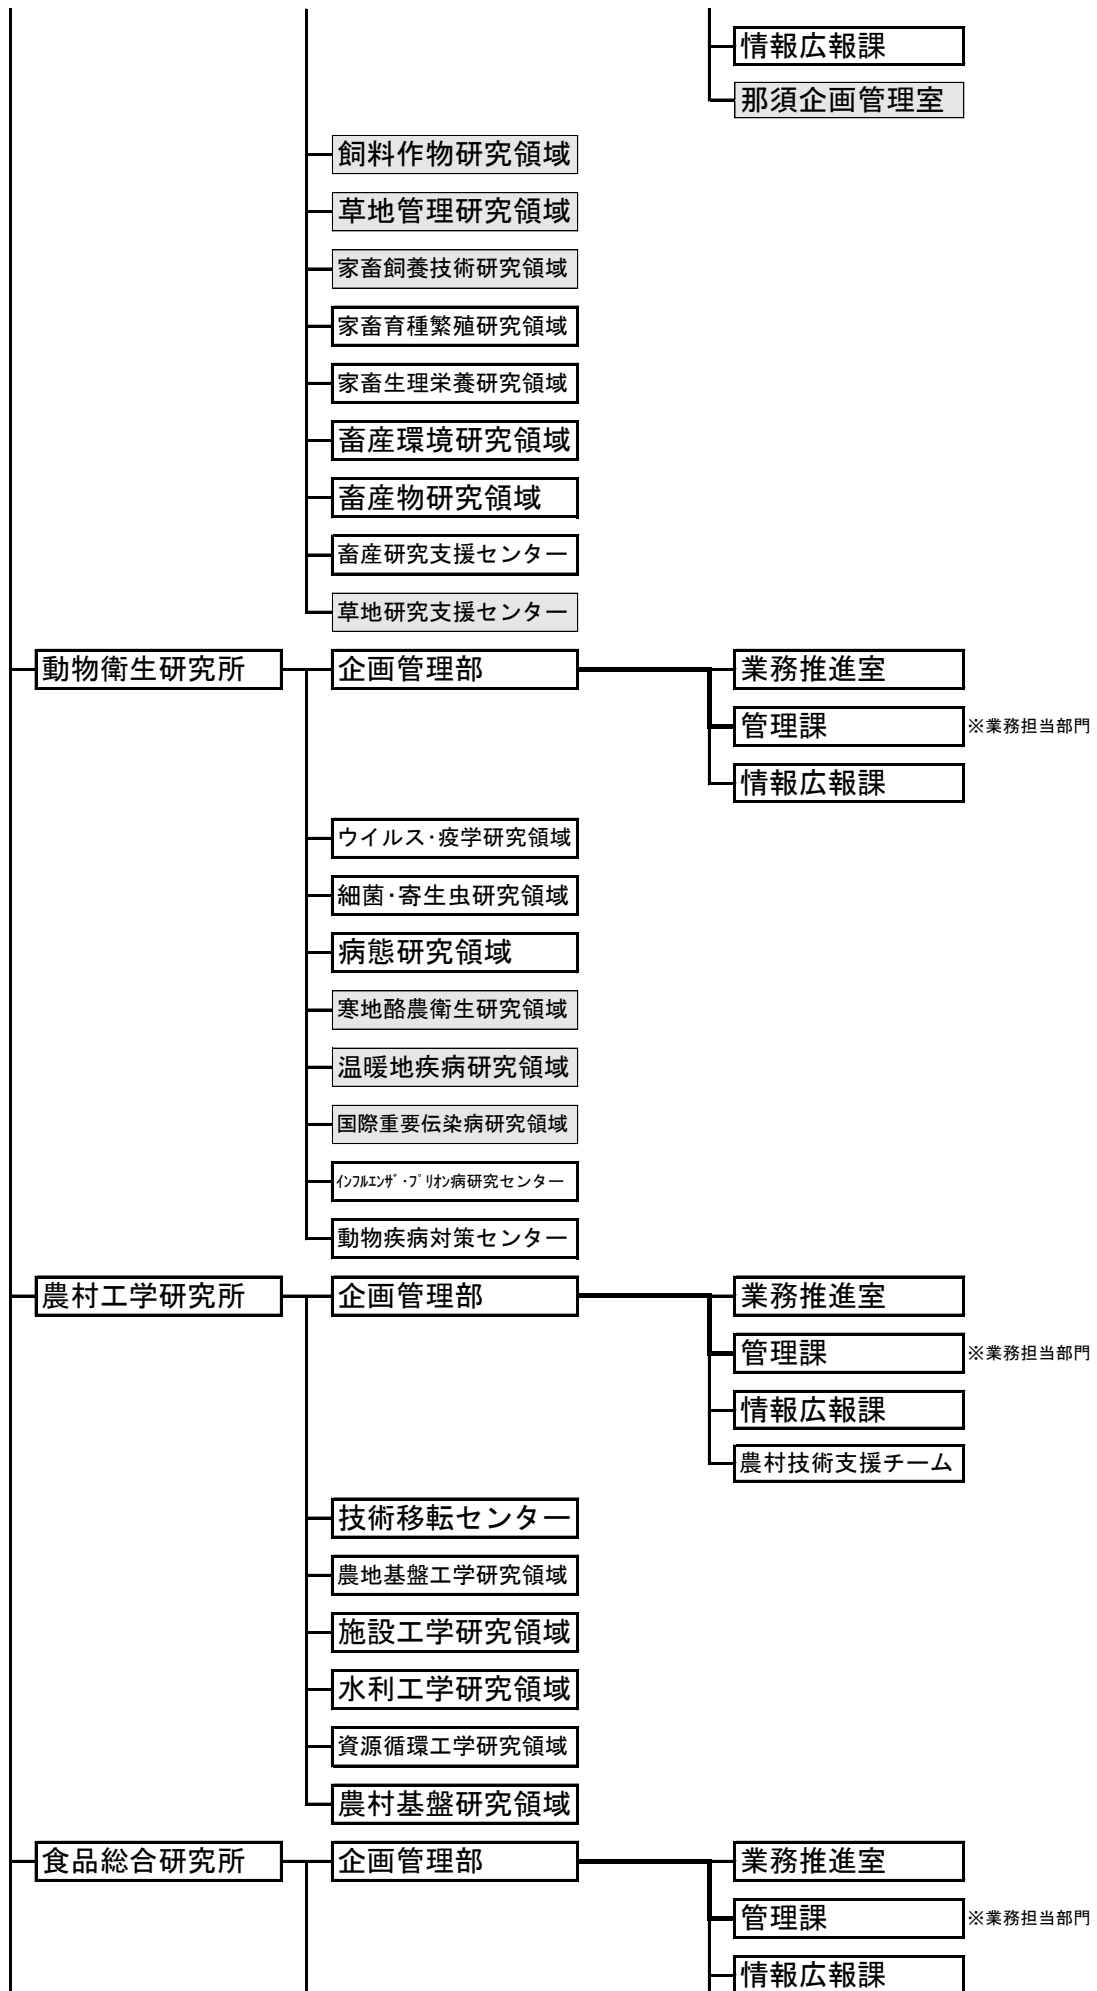 情報広報課
那須企画管理室
飼料作物研究領域
草地管理研究領域
家畜飼養技術研究領域
家畜育種繁殖研究領域
家畜生理栄養研究領域
畜産環境研究領域
畜産物研究領域
畜産研究支援センター
草地研究支援センター
動物衛生研究所 企画管理部 業務推進室
管理課 ※業務担当部門
情報広報課
ウイルス･疫学研究領域
細菌･寄生虫研究領域
病態研究領域
寒地酪農衛生研究領域
温暖地疾病研究領域
国際重要伝染病研究領域
ｲﾝﾌﾙｴﾝｻﾞ･ﾌﾟﾘｵﾝ病研究センター
動物疾病対策センター
農村工学研究所 企画管理部 業務推進室
管理課 ※業務担当部門
情報広報課
農村技術支援チーム
技術移転センター
農地基盤工学研究領域
施設工学研究領域
水利工学研究領域
資源循環工学研究領域
農村基盤研究領域
食品総合研究所 企画管理部 業務推進室
管理課 ※業務担当部門
情報広報課